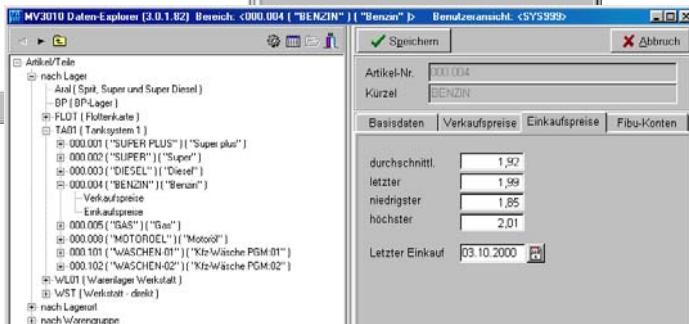 MV3010 Daten-Explorer (3.0.1.82) Bereich: <000.004 ( "BENZIN" ) ( "Benzin" )> Benutzeransicht: <SYS999>
Speichern
Abbruch
Artikel/Teile
nach Lager
Aral ( Sprit, Super und Super Diesel )
BP ( BP-Lager )
FLOT ( Flottenkarte )
TA01 ( Tanksystem 1 )
000.001 ( "SUPER PLUS" ) ( "Super plus" )
000.002 ( "SUPER" ) ( "Super" )
000.003 ( "DIESEL" ) ( "Diesel" )
000.004 ( "BENZIN" ) ( "Benzin" )
Verkaufspreise
Einkaufspreise
000.005 ( "GAS" ) ( "Gas" )
000.008 ( "MOTOROEL" ) ( "Motoröl" )
000.101 ( "WASCHEN-01" ) ( "Kfz-Wäsche PGM:01" )
000.102 ( "WASCHEN-02" ) ( "Kfz-Wäsche PGM:02" )
WL01 ( Warenlager Werkstatt )
WST ( Werkstatt - direkt )
nach Lagerort
nach Warengruppe
Artikel-Nr. 000.004
Kürzel BENZIN
Basisdaten Verkaufspreise Einkaufspreise Fibu-Konten
durchschnittl. 1,92
letzter 1,99
niedrigster 1,85
höchster 2,01
Letzter Einkauf 03.10.2000